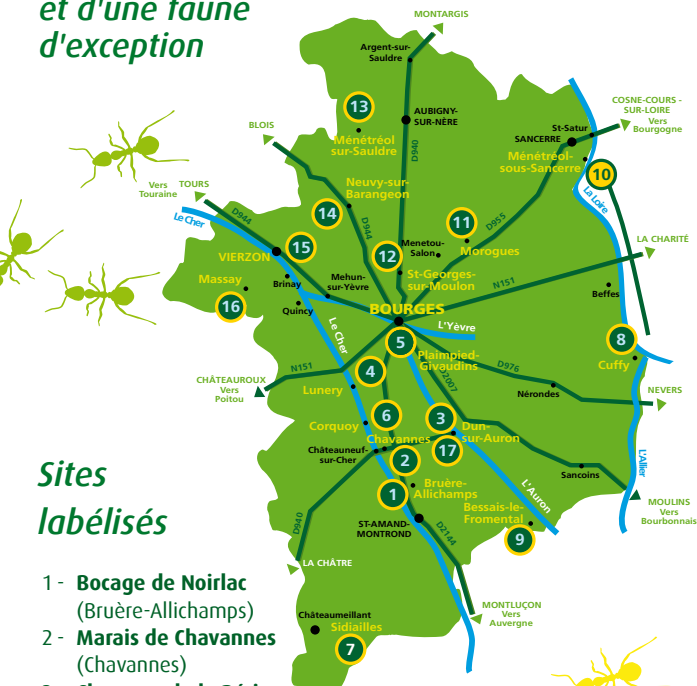 et d'une faune
d'exception
MONTARGIS
Argent-sur-
Sauldre
13
AUBIGNY-
SUR-NÈRE
COSNE-COURS -
SUR-LOIRE
Vers
Bourgogne
BLOIS
Ménétréol
sur-Sauldre
D940
St-Satur
SANCERRE
Ménétréol-
sous-Sancerre
10
Vers
Touraine
TOURS
Neuvy-sur-
Barangeon
La Loire
Le Cher
D944
14
D944
11
D955
15
12
Menetou-
Salon
Morogues
LA CHARITÉ
VIERZON
St-Georges-
sur-Moulon
Massay
Brinay
Mehun-
sur-Yèvre
N151
Beffes
16
Quincy
BOURGES
Le Cher
L'Yèvre
5
8
Plaimpied-
Givaudins
Cuffy
N151
4
D976
CHÂTEAUROUX
Vers
Poitou
Lunery
2007
Nérondes
NEVERS
6
3
Corquoy
Chavannes
Dun-
sur-Auron
Châteauneuf-
sur-Cher
2
17
L'Allier
Sancoins
1
Bruère-
Allichamps
L'Auron
MOULINS
Vers
Bourbonnais
Bessais-le-
Fromental
D940
ST-AMAND-
MONTROND
D2144
9
LA CHÂTRE
MONTLUÇON
Vers
Auvergne
Châteaumeillant
Sidiailles
7
Sites
labélisés
1 - Bocage de Noirlac
(Bruère-Allichamps)
2 - Marais de Chavannes
(Chavannes)